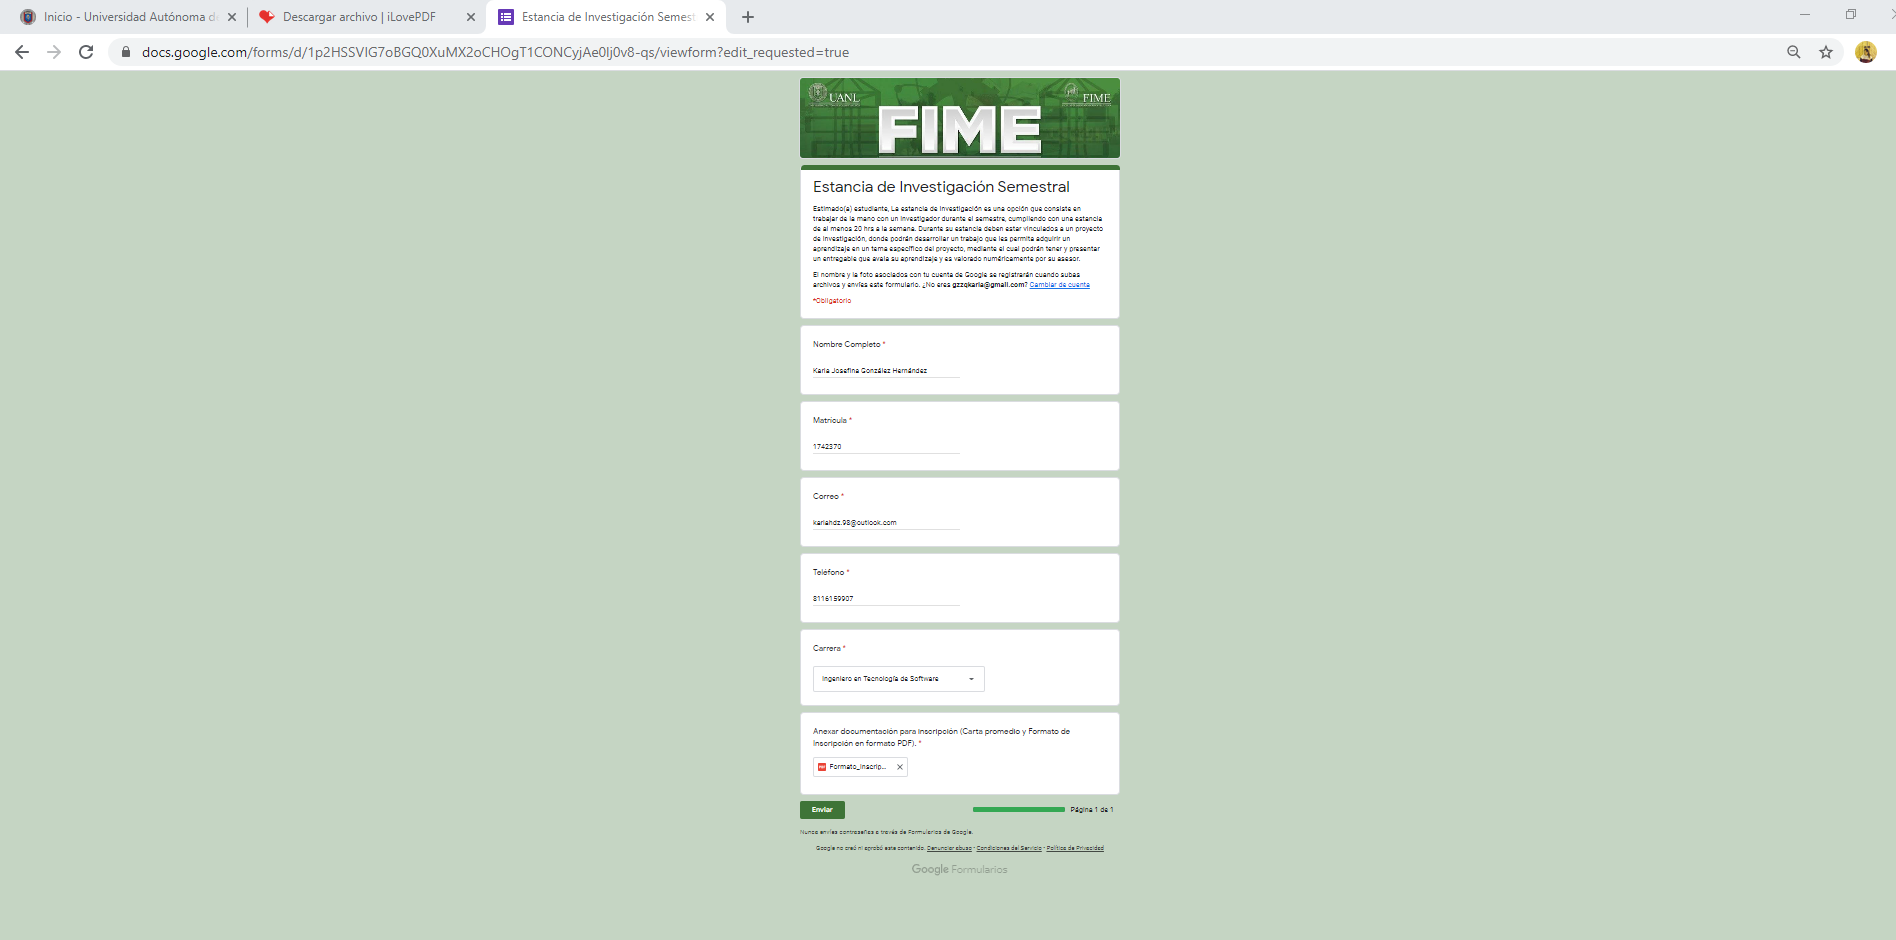 Inicio - Universidad Autónoma d
Descargar archivo | iLovePDF
Estancia de Investigación Semest
docs.google.com/forms/d/1p2HSSVIG7oBGQ0XuMX2oCHOgT1CONCyjAe0Ij0v8-qs/viewform?edit_requested=true
UANL
FIME
FIME
Estancia de Investigación Semestral
Estimado(a) estudiante, La estancia de investigación es una opción que consiste en
trabajar de la mano con un investigador durante el semestre, cumpliendo con una estancia
de al menos 20 hrs a la semana. Durante su estancia deben estar vinculados a un proyecto
de investigación, donde podrán desarrollar un trabajo que les permita adquirir un
aprendizaje en un tema específico del proyecto, mediante el cual podrán tener y presentar
un entregable que avala su aprendizaje y es valorado numéricamente por su asesor.
El nombre y la foto asociados con tu cuenta de Google se registrarán cuando subas
archivos y envíes este formulario. ¿No eres gzzqkarla@gmail.com? Cambiar de cuenta
*Obligatorio
Nombre Completo *
Karla Josefina González Hernández
Matrícula *
1742370
Correo *
karlahdz.98@outlook.com
Teléfono *
8116159907
Carrera *
Ingeniero en Tecnología de Software
Anexar documentación para inscripción (Carta promedio y Formato de
Inscripción en formato PDF). *
Formato_Inscrip...
Enviar
Página 1 de 1
Nunca envíes contraseñas a través de Formularios de Google.
Google no creó ni aprobó este contenido. Denunciar abuso - Condiciones del Servicio - Política de Privacidad
Google Formularios